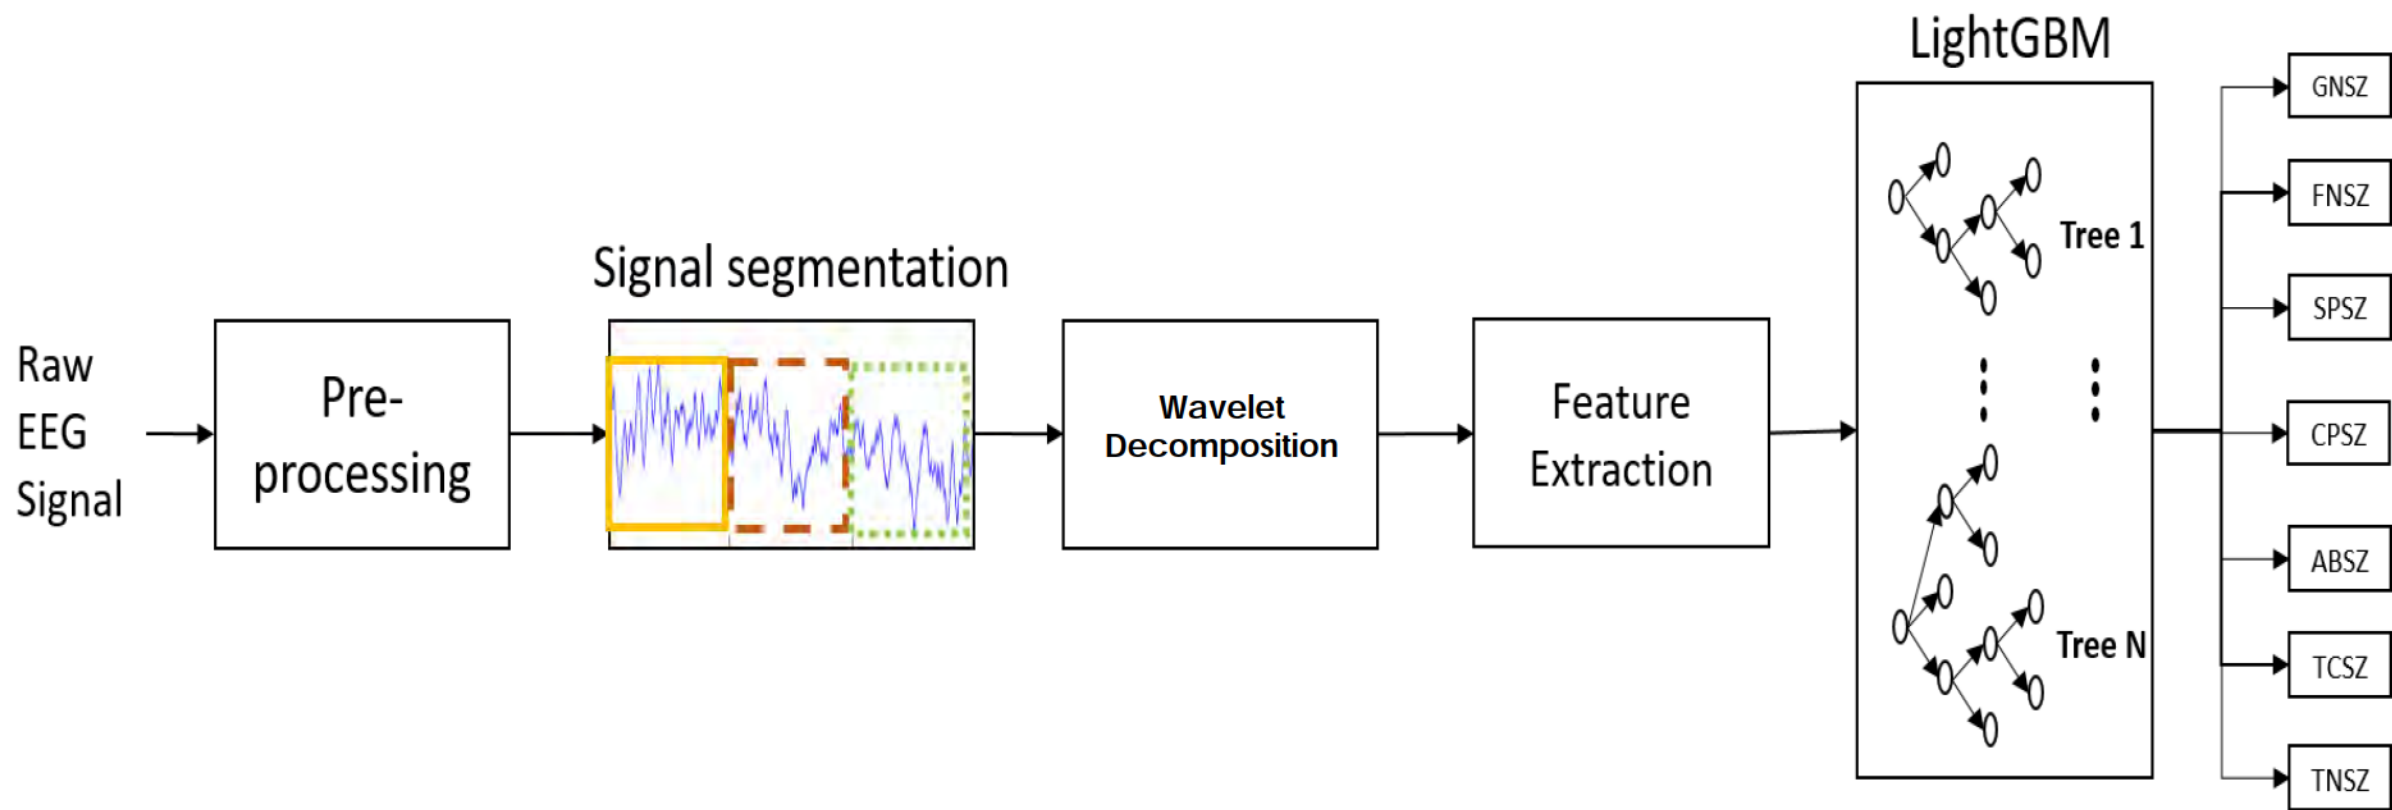 Raw
EEG
Signal
Pre-
processing
Signal segmentation
Wavelet
Decomposition
Feature
Extraction
LightGBM
Tree 1
Tree N
GNSZ
FNSZ
SPSZ
CPSZ
ABSZ
TCSZ
TNSZ